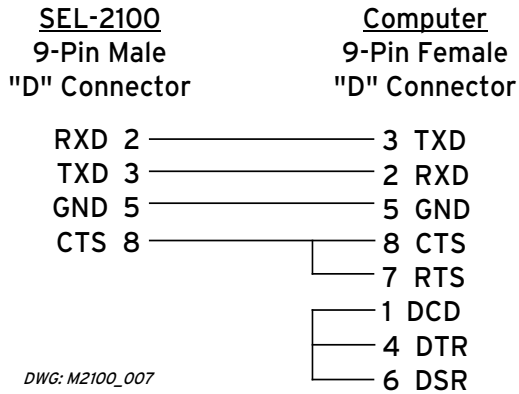 SEL-2100 Computer
9-Pin Male 9-Pin Female
"D" Connector "D" Connector
RXD 2 3 TXD
TXD 3 2 RXD
GND 5 5 GND
CTS 8 8 CTS
7 RTS
1 DCD
4 DTR
DWG: M2100_007 6 DSR